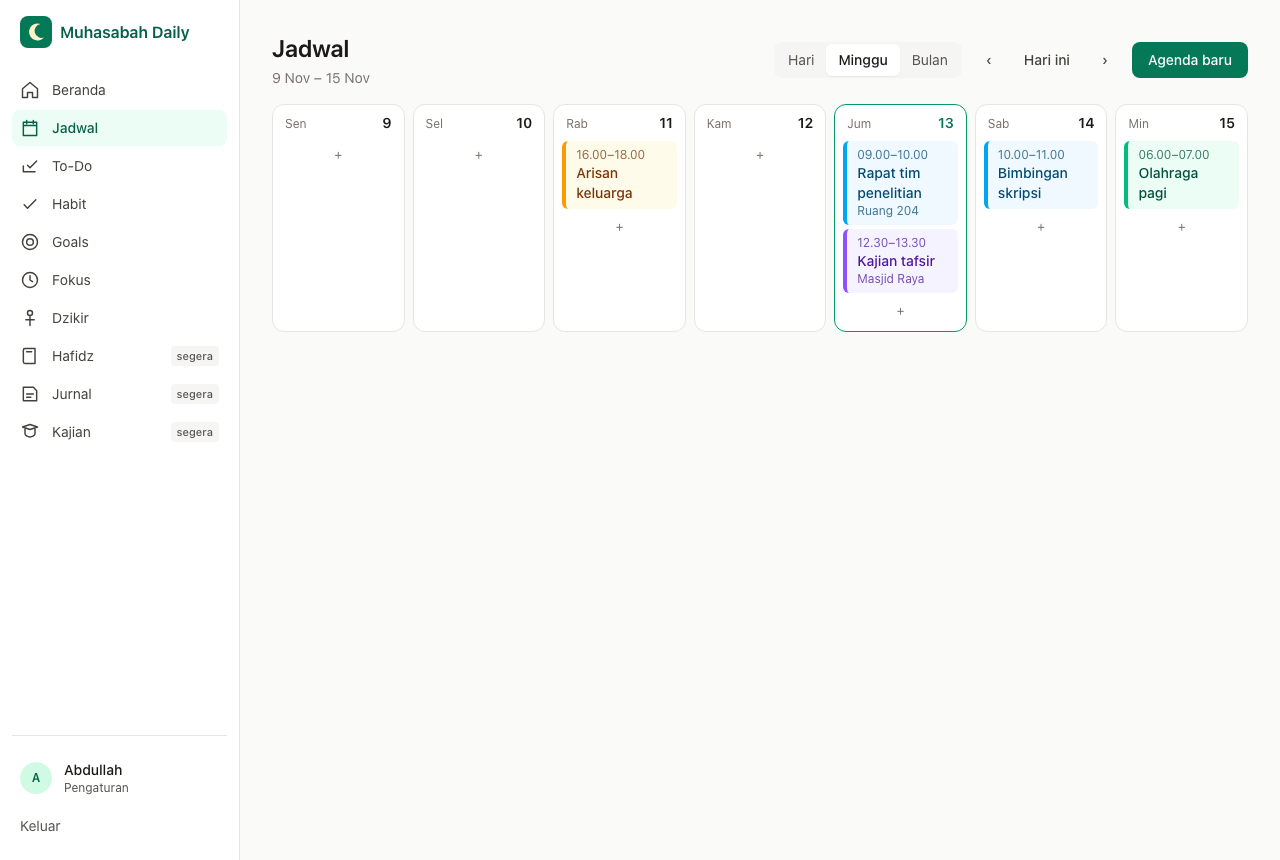 Muhasabah Daily
Beranda
Jadwal
To-Do
Habit
Goals
Fokus
Dzikir
Hafidz segera
Jurnal segera
Kajian segera
A
Abdullah
Pengaturan
Keluar
Jadwal
9 Nov – 15 Nov
Hari Minggu Bulan ‹ Hari ini › Agenda baru
Sen 9
+
Sel 10
+
Rab 11
16.00–18.00
Arisan
keluarga
+
Kam 12
+
Jum 13
09.00–10.00
Rapat tim
penelitian
Ruang 204
12.30–13.30
Kajian tafsir
Masjid Raya
+
Sab 14
10.00–11.00
Bimbingan
skripsi
+
Min 15
06.00–07.00
Olahraga
pagi
+